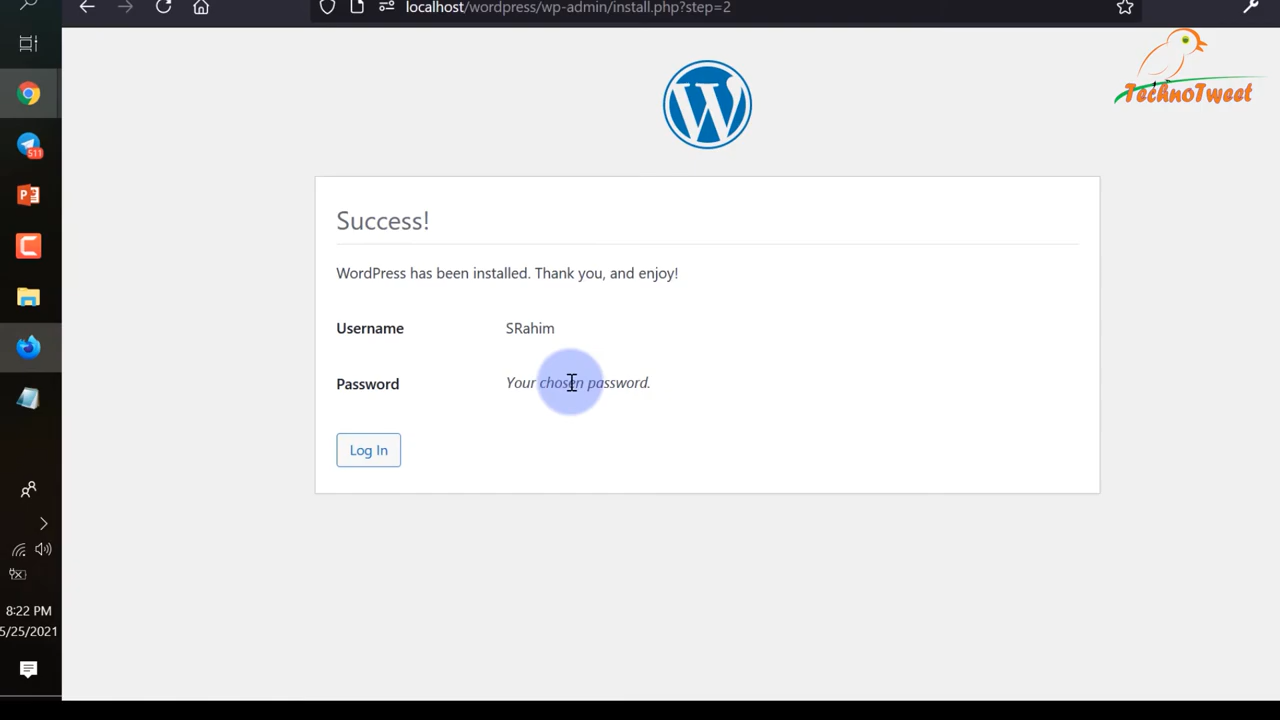 localhost/wordpress/wp-admin/install.php?step=2
TechnoTweet
511
Success!
WordPress has been installed. Thank you, and enjoy!
Username SRahim
Password Your chosen password.
Log In
8:22 PM
5/25/2021